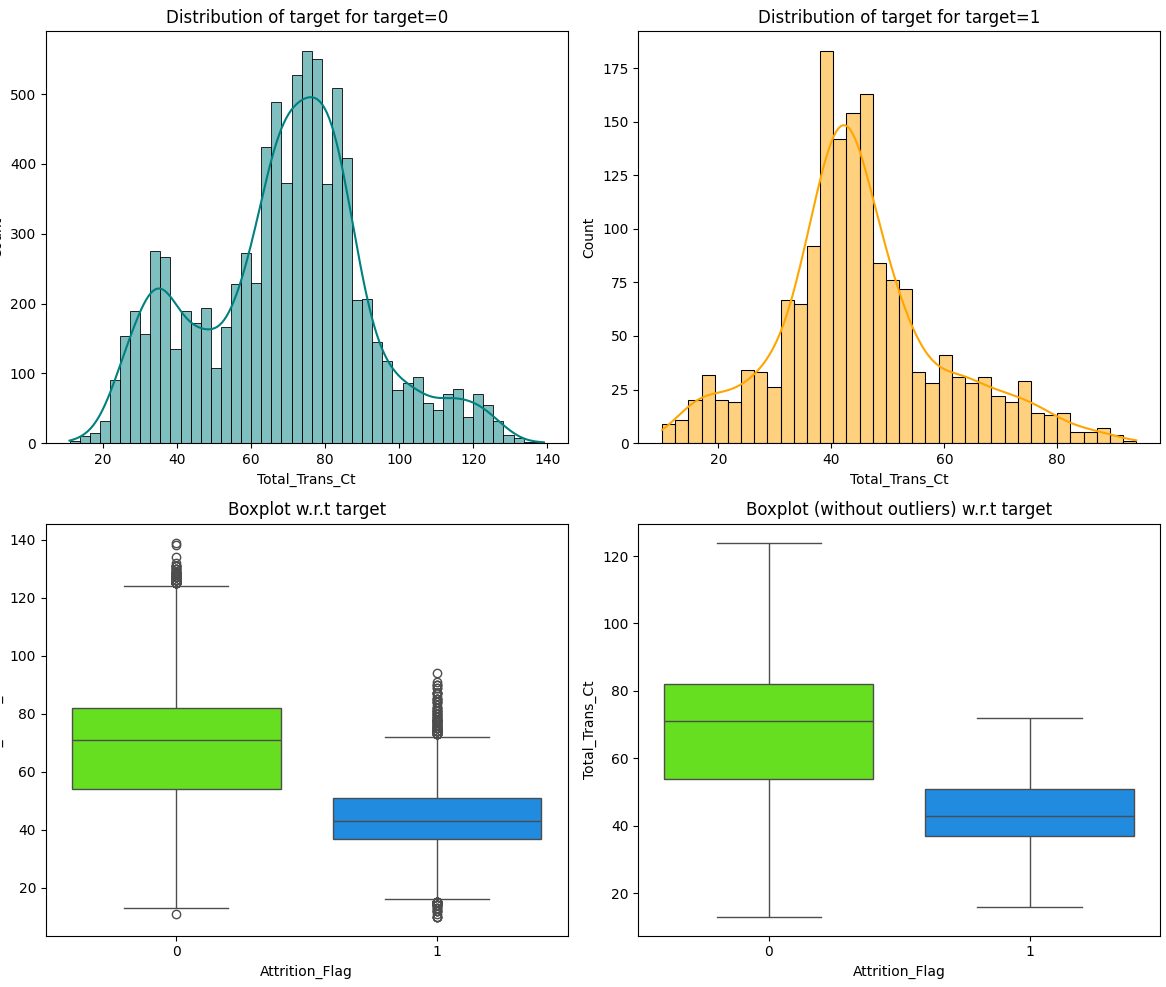 Distribution of target for target=0
500
400
300
200
100
0
20 40 60 80 100 120 140
Total_Trans_Ct
Distribution of target for target=1
Count
175
150
125
100
75
50
25
0
20 40 60 80
Total_Trans_Ct
Boxplot w.r.t target
140
120
100
80
60
40
20
0 1
Attrition_Flag
Boxplot (without outliers) w.r.t target
Total_Trans_Ct
120
100
80
60
40
20
0 1
Attrition_Flag